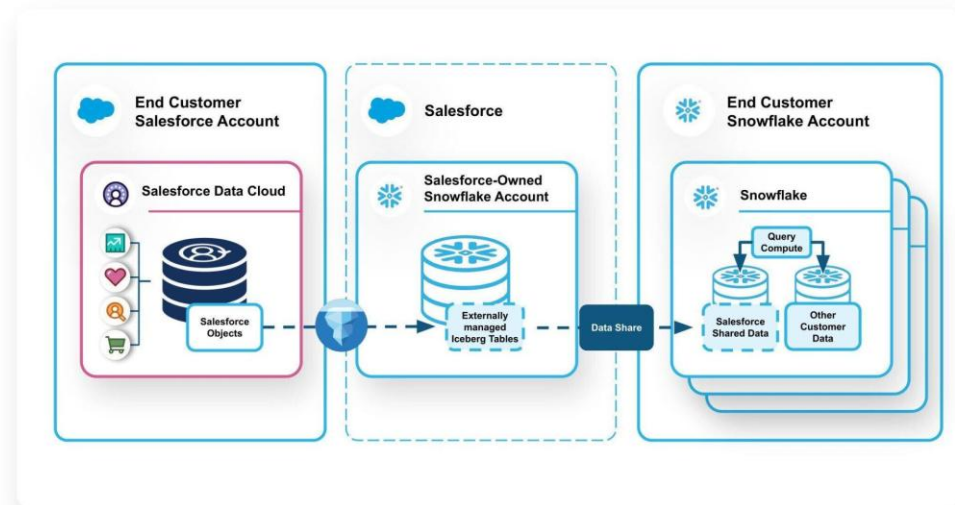 End Customer
Salesforce Account
Salesforce Data Cloud
Salesforce
Objects
Salesforce
Salesforce-Owned
Snowflake Account
Externally
managed
Iceberg Tables
Data Share
End Customer
Snowflake Account
Snowflake
Query
Compute
Salesforce
Shared Data
Other
Customer
Data